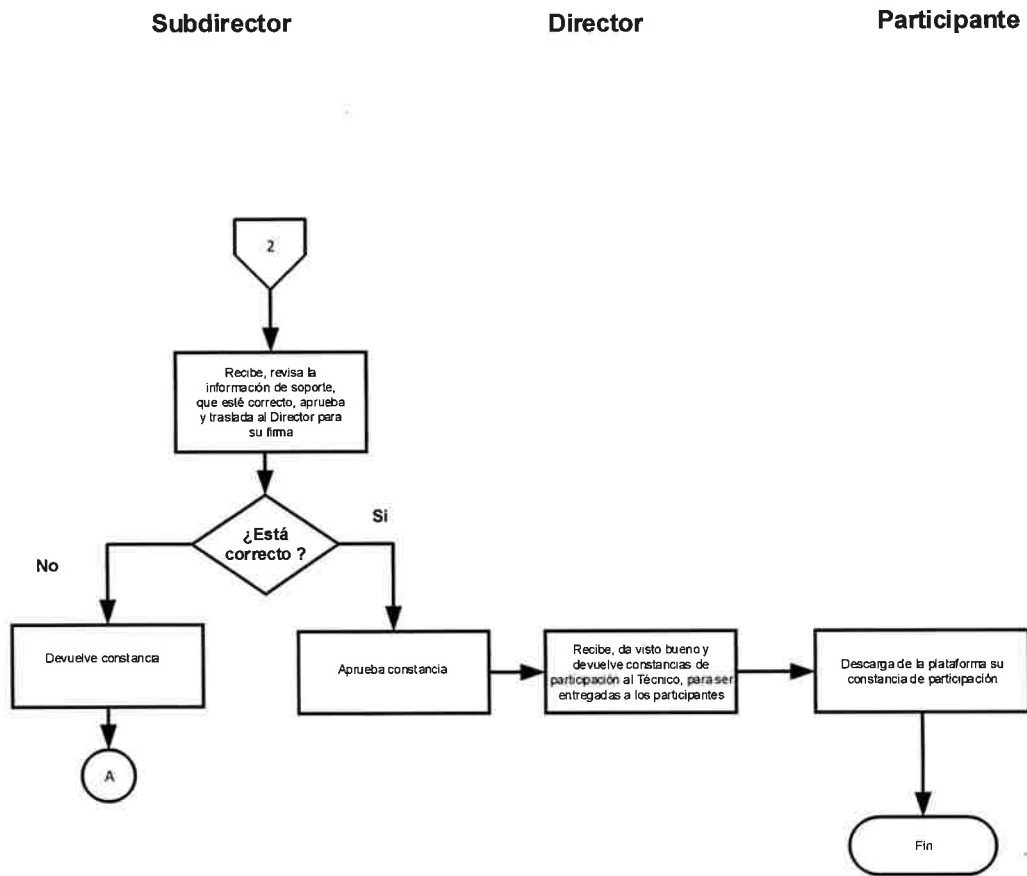 Subdirector
Director
Participante
2
Recibe, revisa la
información de soporte,
que esté correcto, aprueba
y traslada al Director para
su firma
¿Está
correcto ?
Si
No
Devuelve constancia
Aprueba constancia
Recibe, da visto bueno y
devuelve constancias de
participación al Técnico, para ser
entregadas a los participantes
Descarga de la plataforma su
constancia de participación
A
Fin